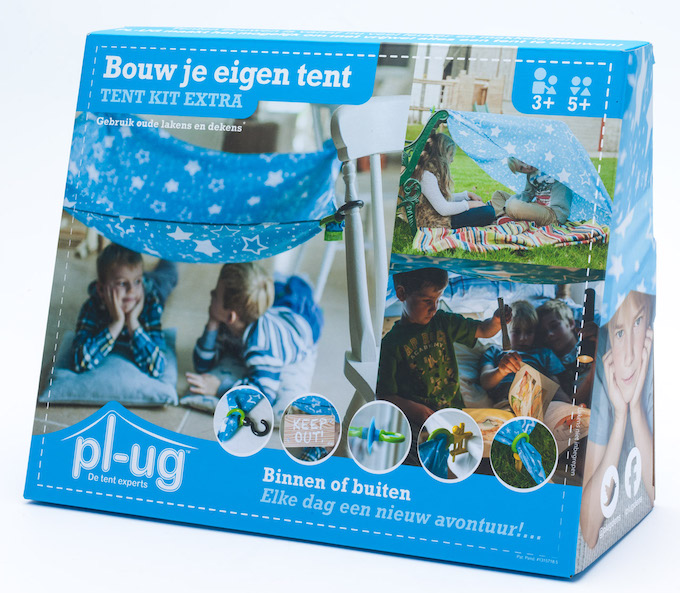 Bouw je eigen tent
TENT KIT EXTRA
Gebruik oude lakens en dekens
3+ 5+
KEEP
OUT!
pl-ug™
De tent experts
Binnen of buiten
Elke dag een nieuw avontuur!...